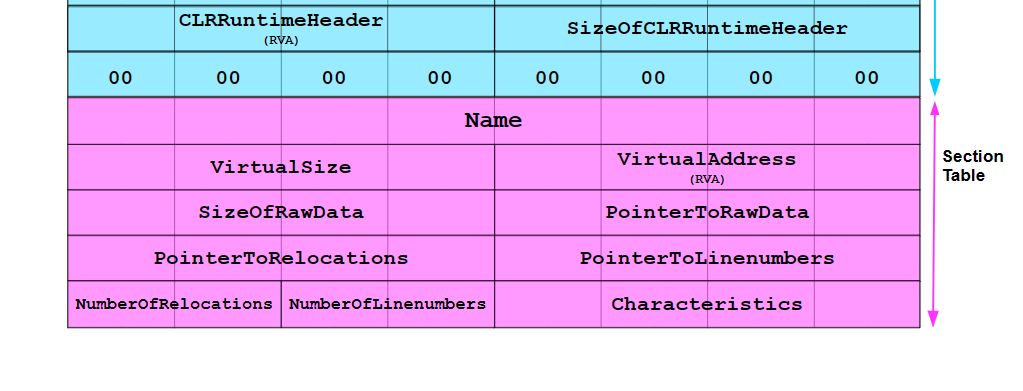 CLRRuntimeHeader
(RVA)
SizeOfCLRRuntimeHeader
00 00 00 00 00 00 00 00
Name
VirtualSize
VirtualAddress
(RVA)
SizeOfRawData
PointerToRawData
PointerToRelocations
PointerToLinenumbers
NumberOfRelocations
NumberOfLinenumbers
Characteristics
Section
Table